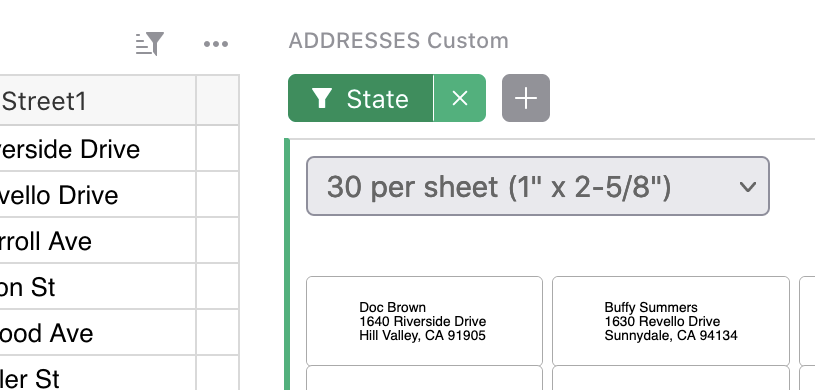 ADDRESSES Custom
State
Street1
erside Drive
vello Drive
rroll Ave
on St
ood Ave
ler St
30 per sheet (1" x 2-5/8")
Doc Brown
1640 Riverside Drive
Hill Valley, CA 91905
Buffy Summers
1630 Revello Drive
Sunnydale, CA 94134